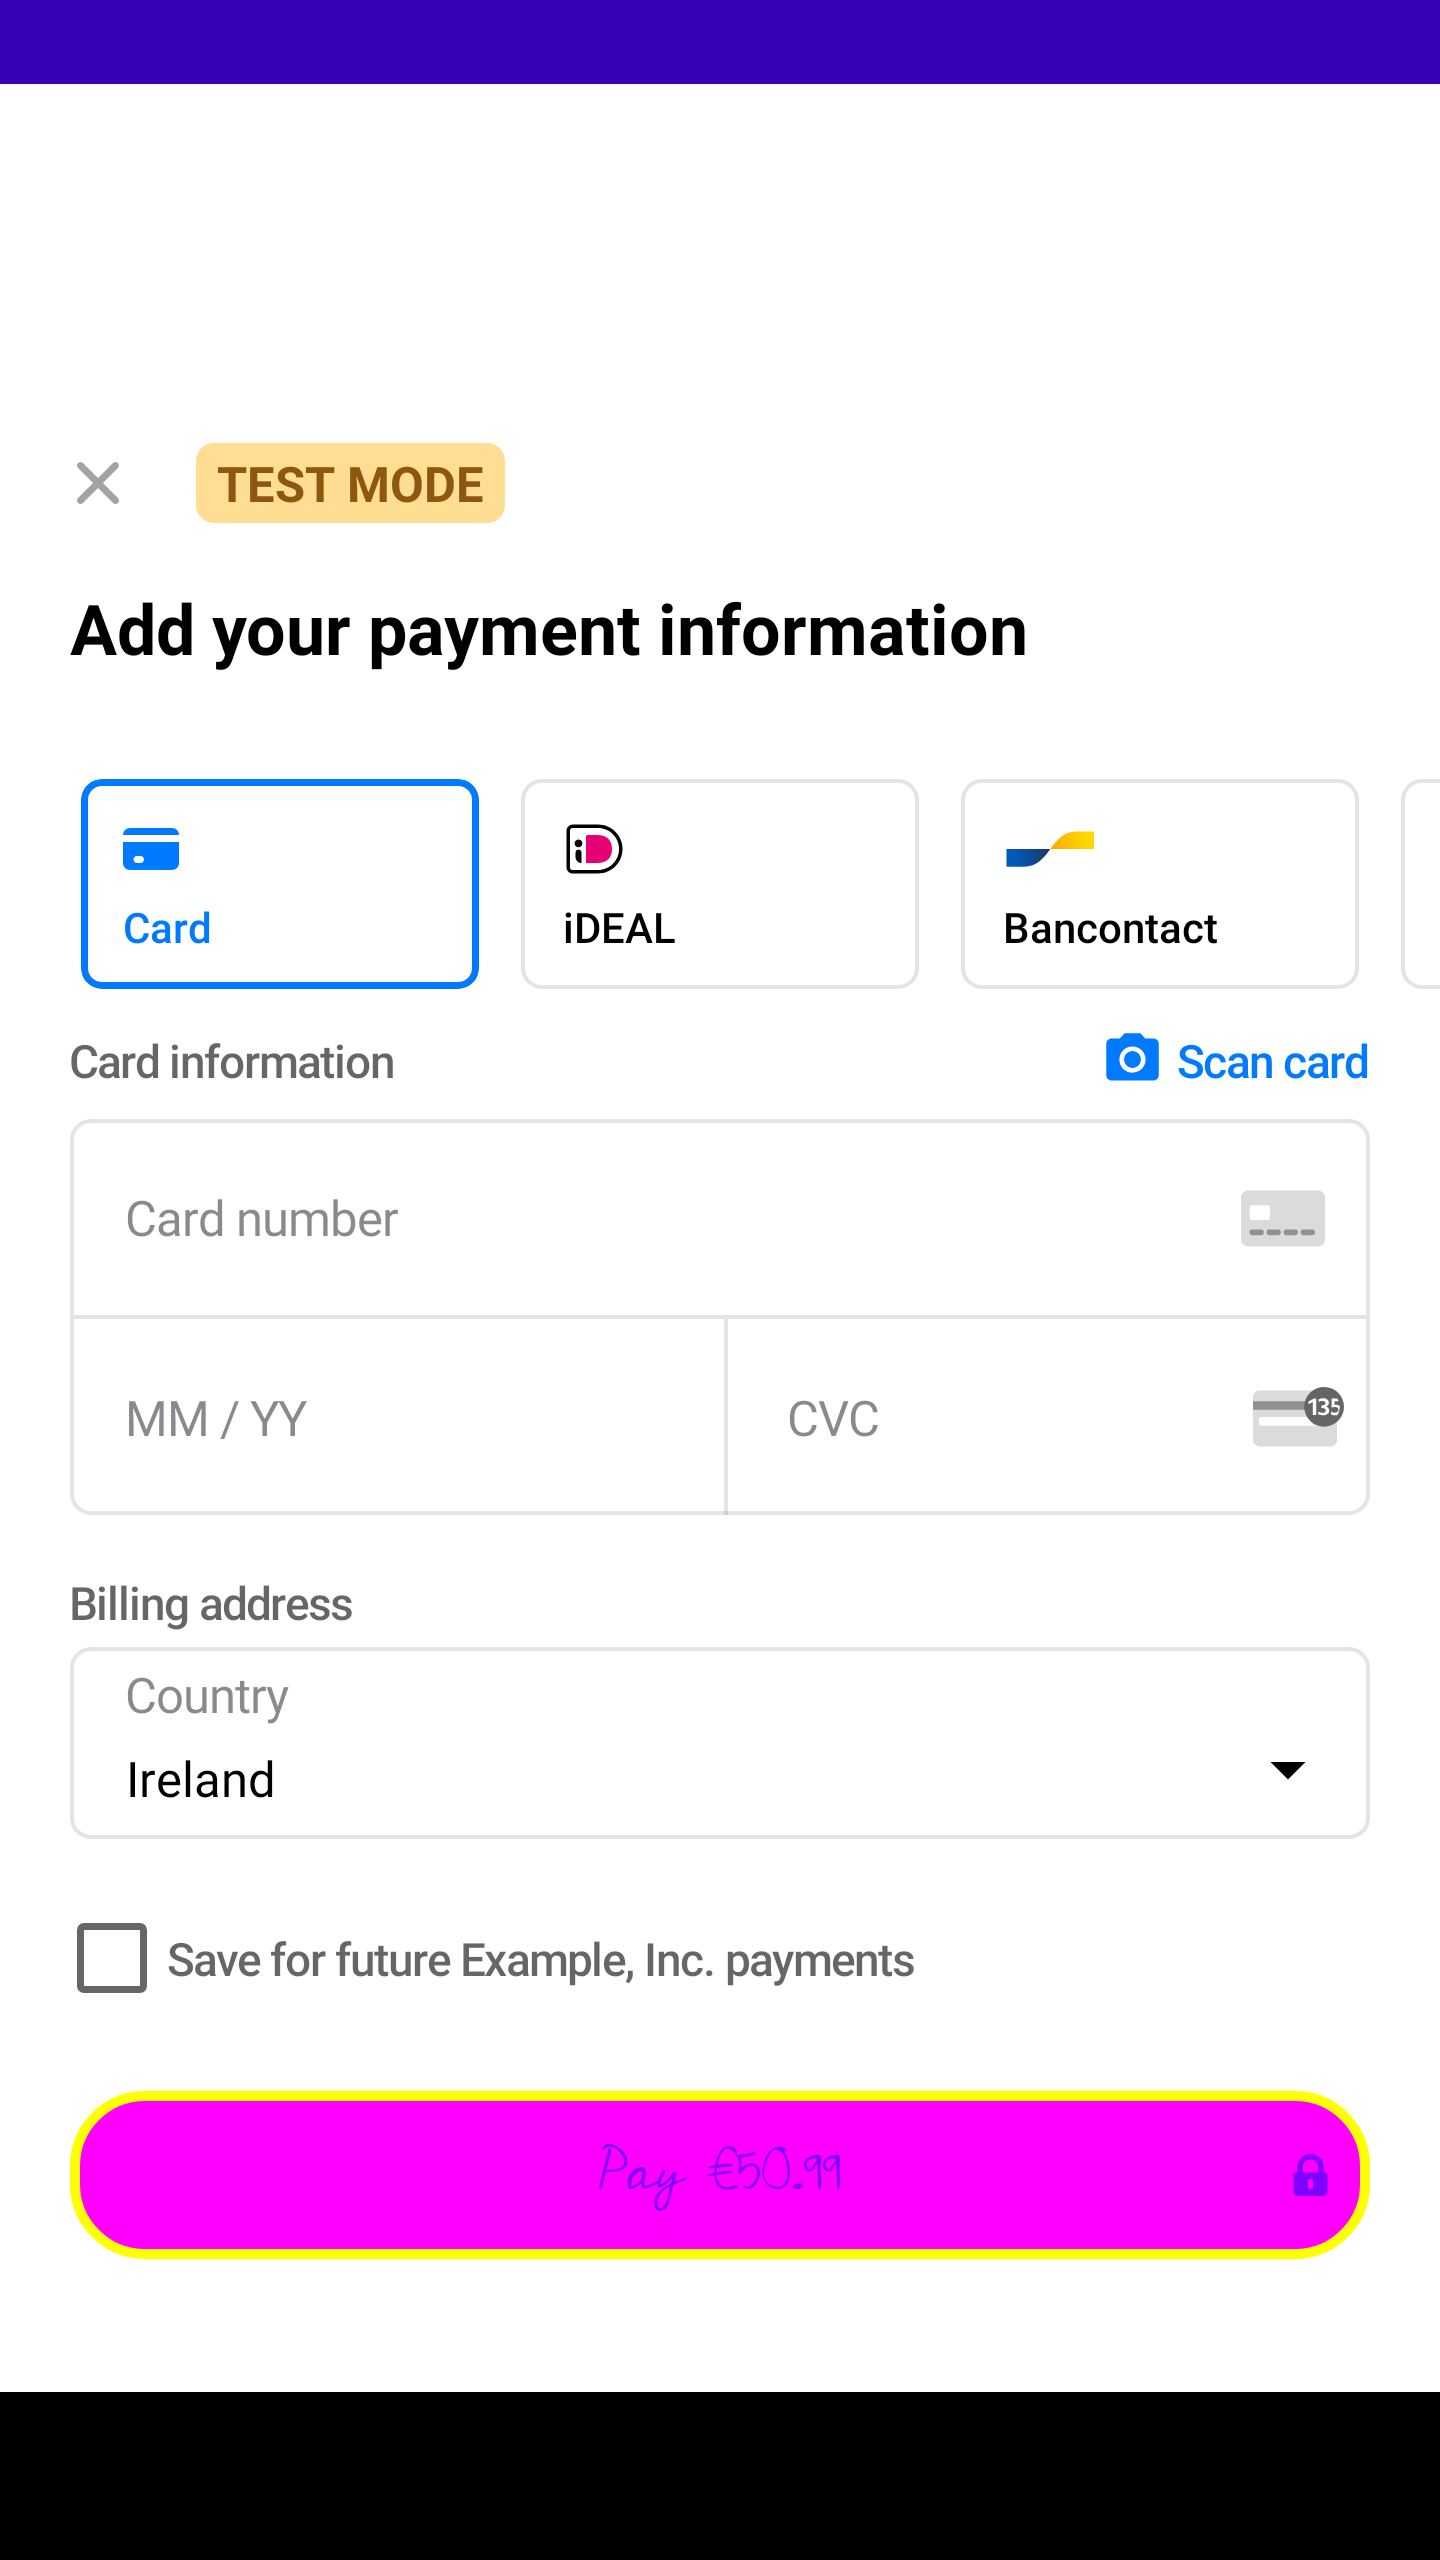 TEST MODE
Add your payment information
Card
iDEAL
Bancontact
Card information
Scan card
Card number
MM / YY
CVC
135
Billing address
Country
Ireland
Save for future Example, Inc. payments
Pay €50.99